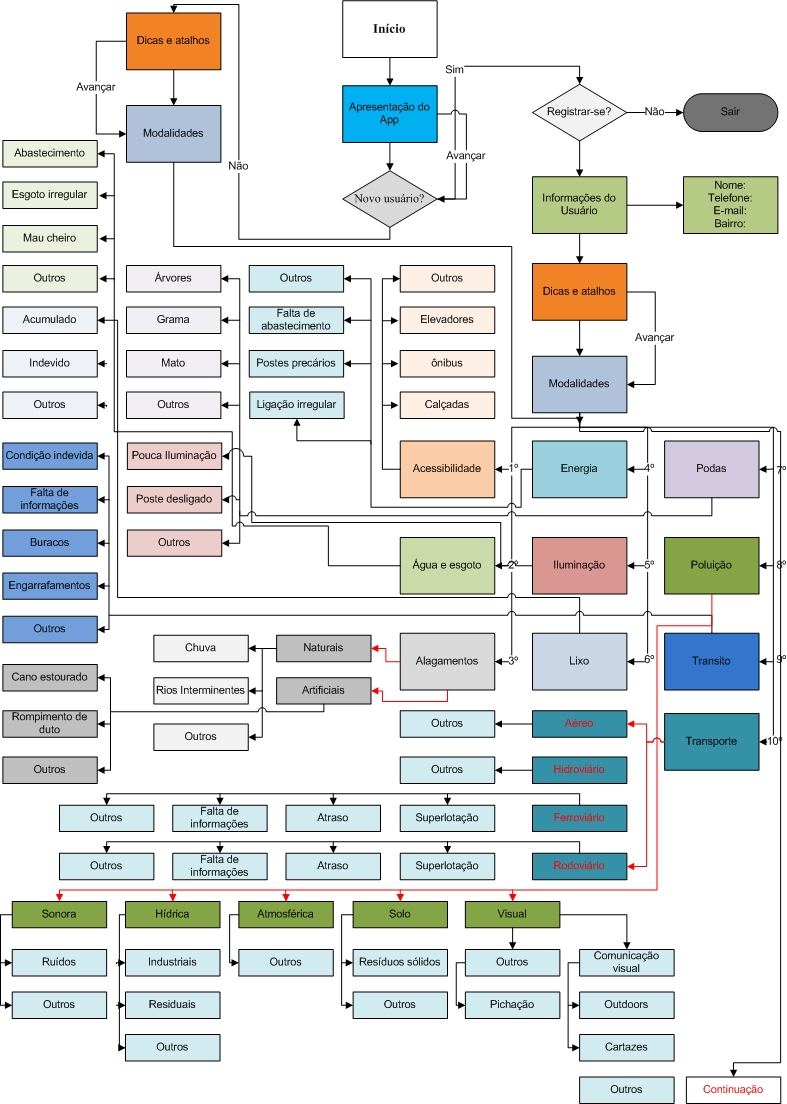 Início
Dicas e atalhos
Avançar
Sim
Apresentação do
App
Registrar-se?
Não
Sair
Modalidades
Avançar
Não
Novo usuário?
Abastecimento
Esgoto irregular
Mau cheiro
Outros
Informações do
Usuário
Nome:
Telefone:
E-mail:
Bairro:
Árvores
Outros
Outros
Dicas e atalhos
Acumulado
Grama
Falta de
abastecimento
Elevadores
Avançar
Indevido
Mato
Postes precários
ônibus
Modalidades
Outros
Outros
Ligação irregular
Calçadas
Condição indevida
Pouca Iluminação
Acessibilidade
1º
Energia
4º
Podas
7º
Falta de
informações
Poste desligado
Buracos
Outros
Água e esgoto
2º
Iluminação
5º
Poluição
8º
Engarrafamentos
Outros
Chuva
Naturais
Alagamentos
3º
Lixo
6º
Transito
9º
Cano estourado
Rios Interminentes
Artificiais
Rompimento de
duto
Outros
Outros
Aéreo
Transporte
10º
Outros
Outros
Hidroviário
Outros
Falta de
informações
Atraso
Superlotação
Ferroviário
Outros
Falta de
informações
Atraso
Superlotação
Rodoviário
Sonora
Hídrica
Atmosférica
Solo
Visual
Ruídos
Industriais
Outros
Resíduos sólidos
Outros
Comunicação
visual
Outros
Residuais
Outros
Pichação
Outdoors
Outros
Cartazes
Outros
Continuação